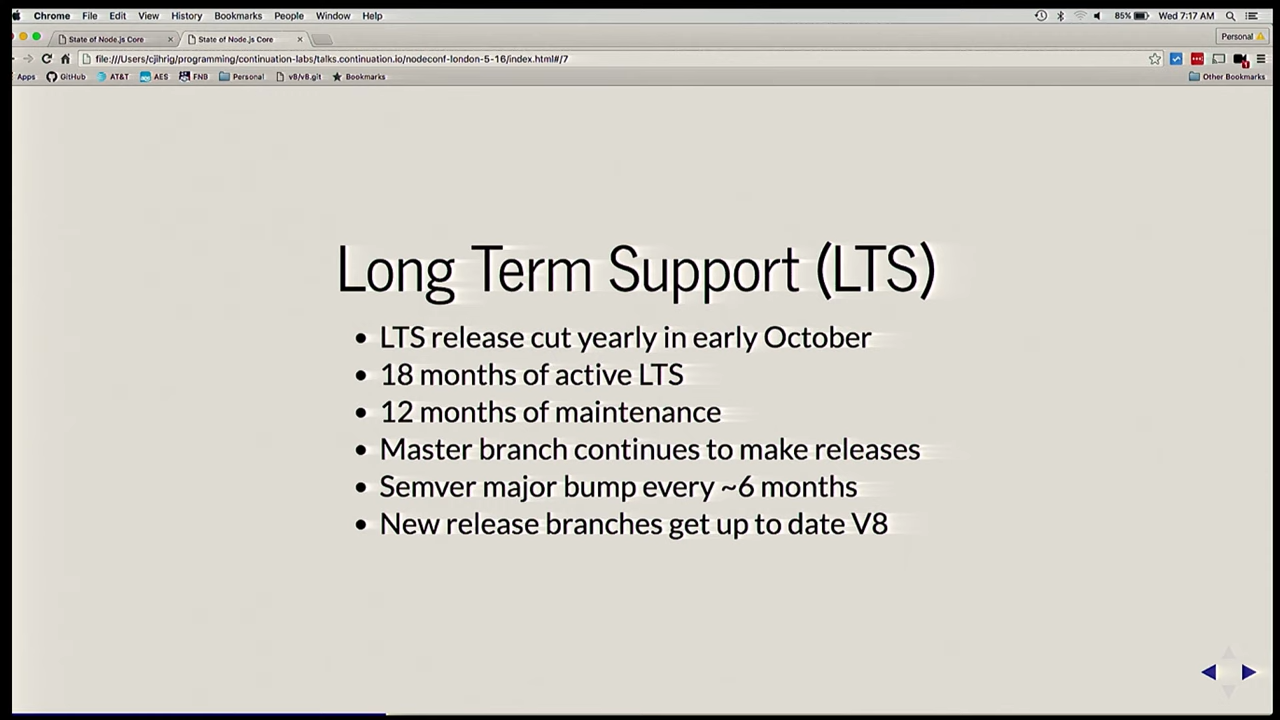 Chrome File Edit View History Bookmarks People Window Help 85% Wed 7:17 AM
State of Node.js Core State of Node.js Core Personal
file:///Users/cjihrig/programming/continuation-labs/talks.continuation.io/nodeconf-london-5-16/index.html#/7
Apps GitHub AT&T AES FNB Personal v8/v8.git Bookmarks Other Bookmarks
Long Term Support (LTS)
• LTS release cut yearly in early October
• 18 months of active LTS
• 12 months of maintenance
• Master branch continues to make releases
• Semver major bump every ~6 months
• New release branches get up to date V8